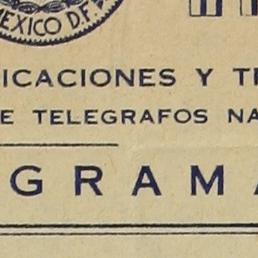 MEXICO D.F.
ICACIONES Y T
E TELEGRAFOS NA
GRAMA